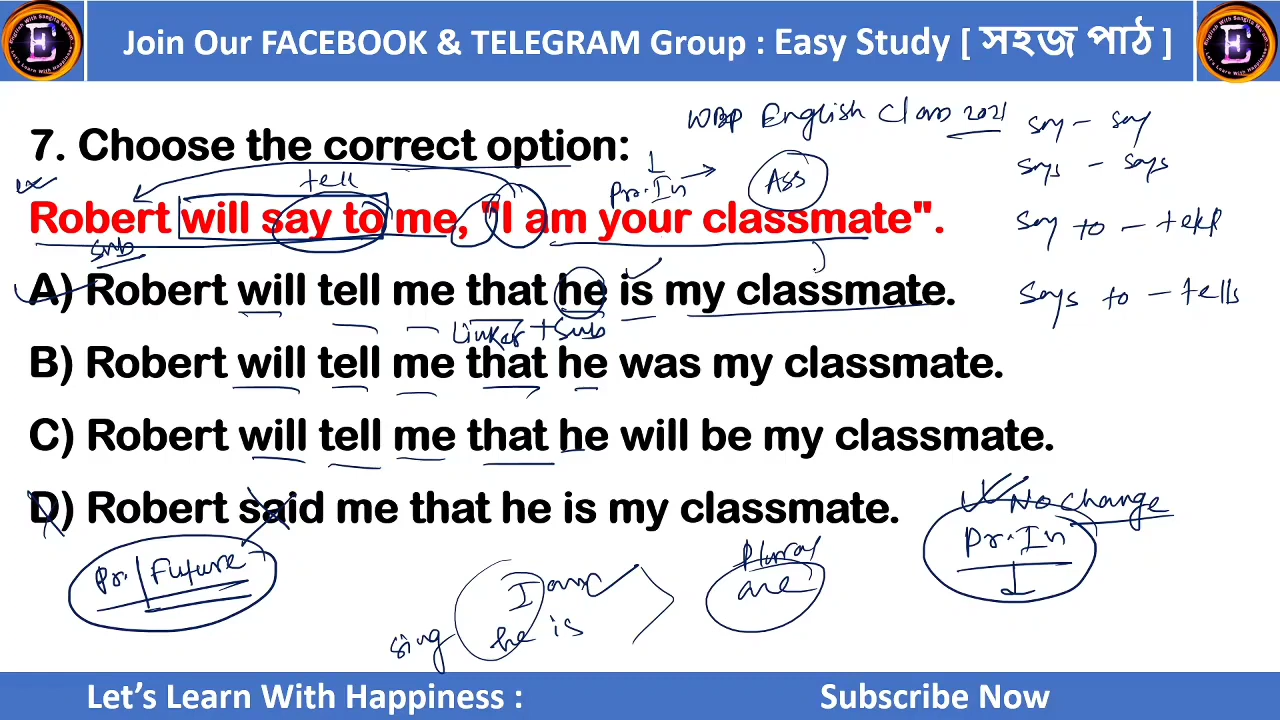 Join Our FACEBOOK & TELEGRAM Group : Easy Study [ সহজ পাঠ ]
E
E
WBP English Class 2021
7. Choose the correct option:
say - say
says - says
tell
Pr. In
Ass
Robert will say to me, "I am your classmate".
say to - tell
sub
A) Robert will tell me that he is my classmate.
says to - tells
Linker + Sub
B) Robert will tell me that he was my classmate.
C) Robert will tell me that he will be my classmate.
No change
D) Robert said me that he is my classmate.
Pr. In
Pr. | Future
Plural
I am
are
sing he is
Let's Learn With Happiness :
Subscribe Now